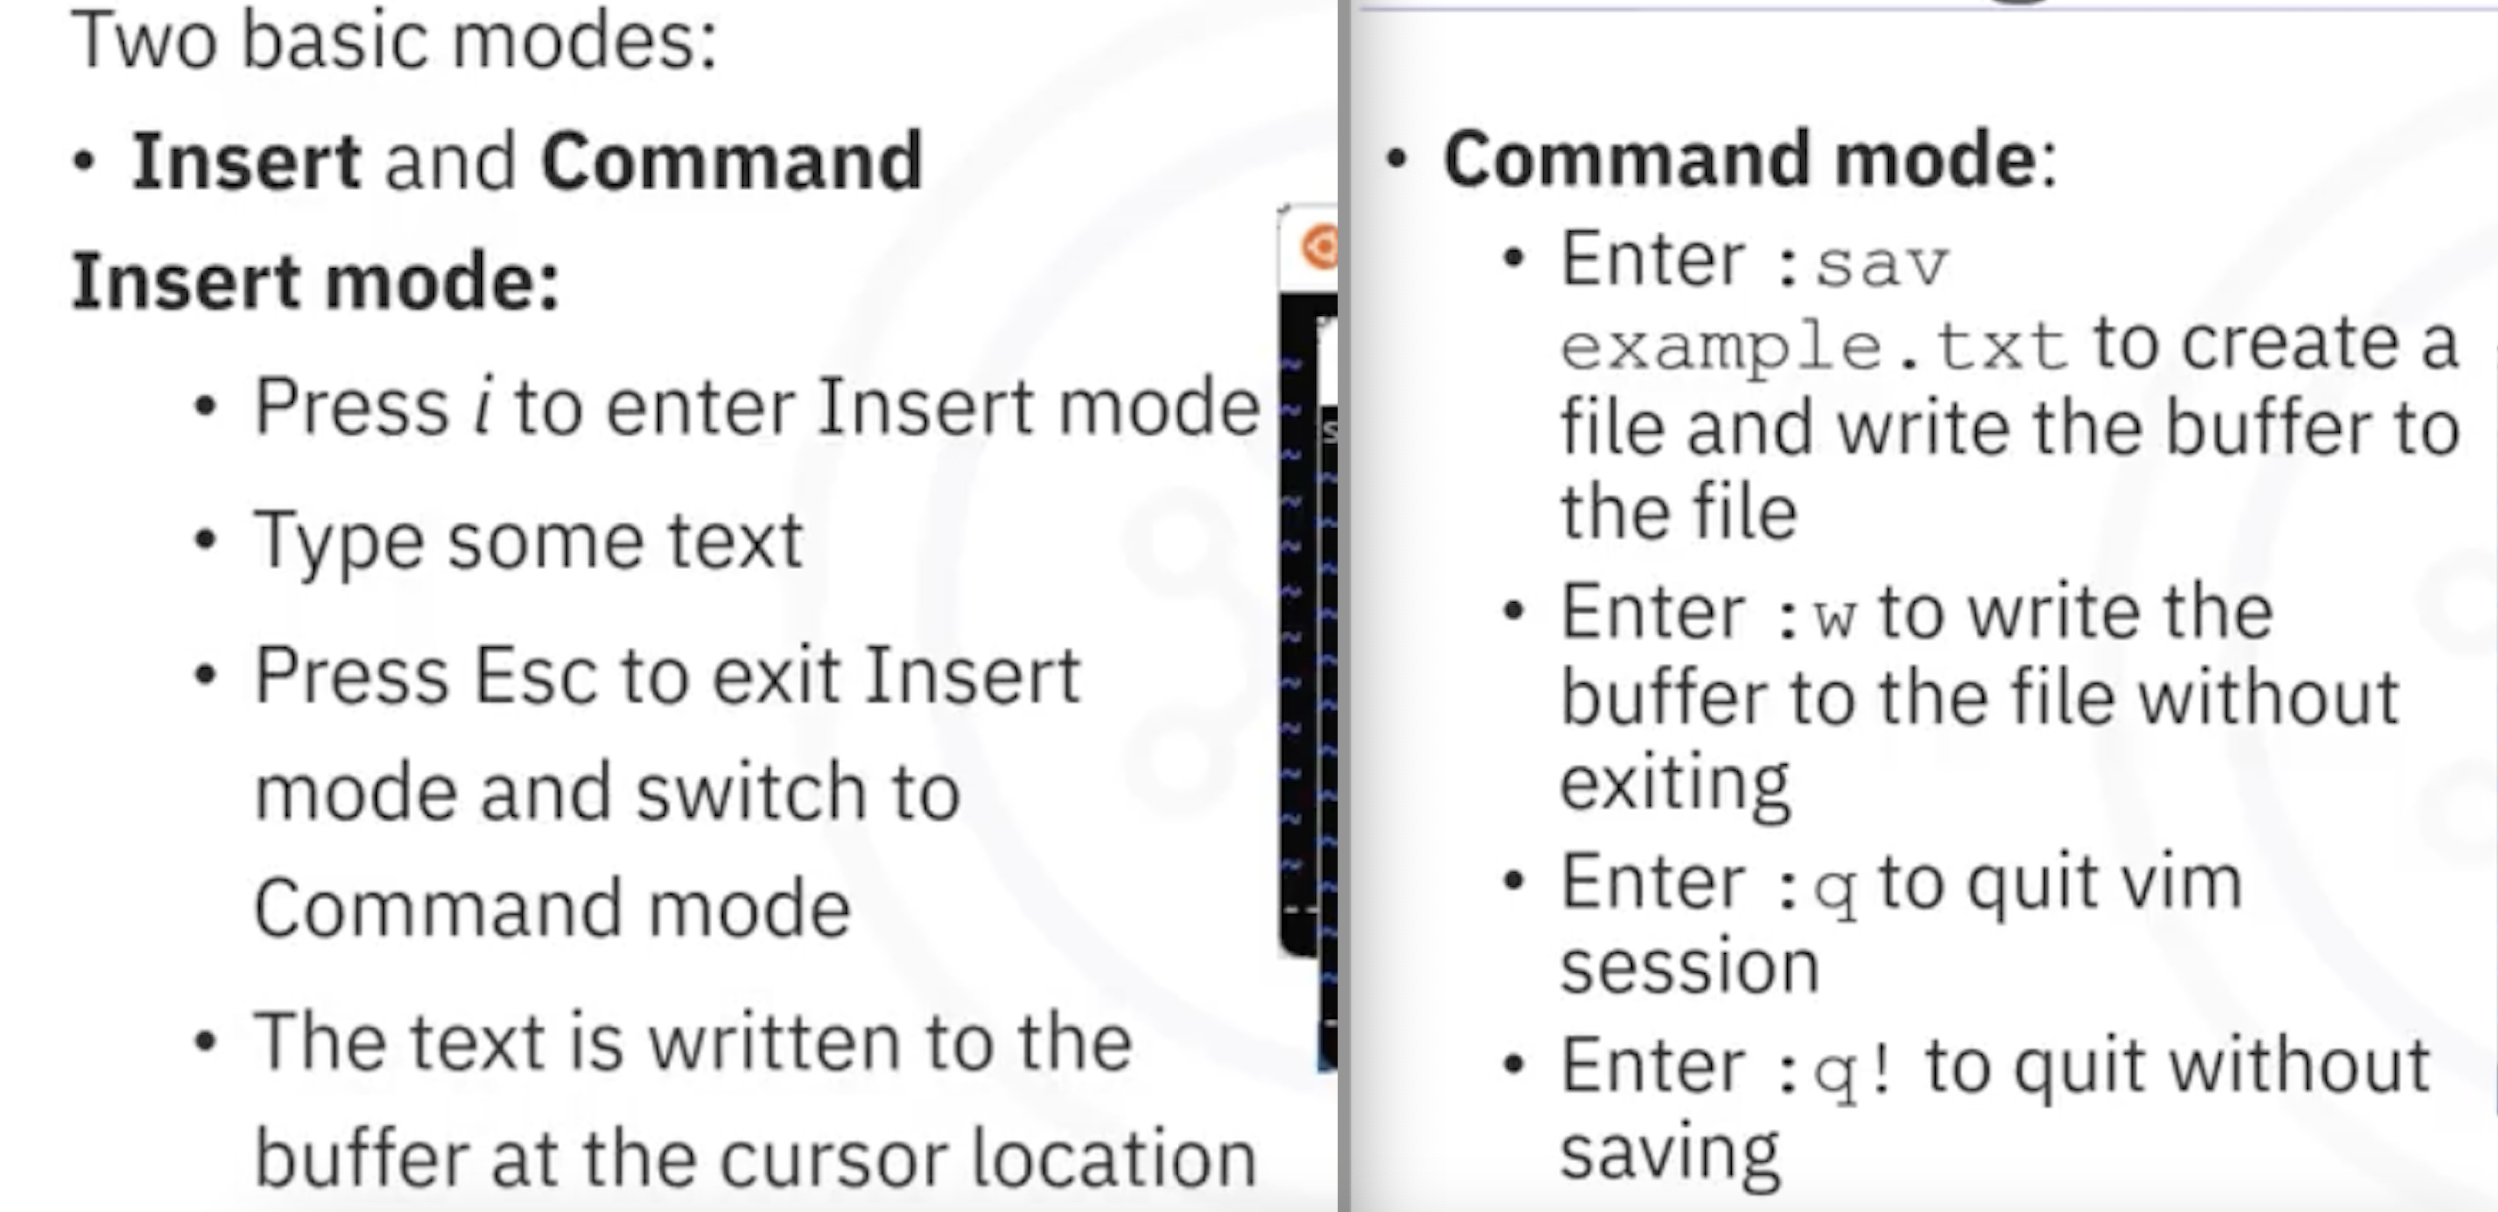 Two basic modes:
• Insert and Command
Insert mode:
• Press i to enter Insert mode
• Type some text
• Press Esc to exit Insert
mode and switch to
Command mode
• The text is written to the
buffer at the cursor location
• Command mode:
• Enter :sav
example.txt to create a
file and write the buffer to
the file
• Enter :w to write the
buffer to the file without
exiting
• Enter :q to quit vim
session
• Enter :q! to quit without
saving